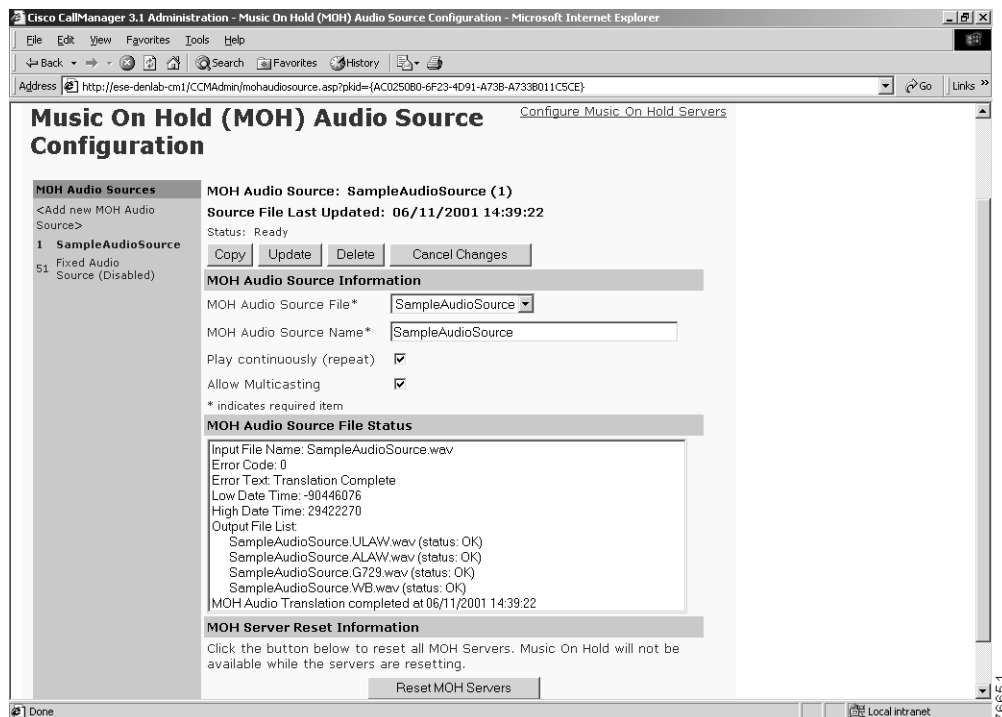 Cisco CallManager 3.1 Administration - Music On Hold (MOH) Audio Source Configuration - Microsoft Internet Explorer
File Edit View Favorites Tools Help
Back Search Favorites History
Address http://ese-denlab-cm1/CCMAdmin/mohaudiosource.asp?pkid={AC0250B0-6F23-4D91-A73B-A733B011C5CE} Go Links »
Music On Hold (MOH) Audio Source Configuration
Configure Music On Hold Servers
MOH Audio Sources
<Add new MOH Audio
Source>
1 SampleAudioSource
51 Fixed Audio
Source (Disabled)
MOH Audio Source: SampleAudioSource (1)
Source File Last Updated: 06/11/2001 14:39:22
Status: Ready
Copy Update Delete Cancel Changes
MOH Audio Source Information
MOH Audio Source File* SampleAudioSource
MOH Audio Source Name* SampleAudioSource
Play continuously (repeat)
Allow Multicasting
* indicates required item
MOH Audio Source File Status
Input File Name: SampleAudioSource.wav
Error Code: 0
Error Text: Translation Complete
Low Date Time: -90446076
High Date Time: 29422270
Output File List:
SampleAudioSource.ULAW.wav (status: OK)
SampleAudioSource.ALAW.wav (status: OK)
SampleAudioSource.G729.wav (status: OK)
SampleAudioSource.WB.wav (status: OK)
MOH Audio Translation completed at 06/11/2001 14:39:22
MOH Server Reset Information
Click the button below to reset all MOH Servers. Music On Hold will not be
available while the servers are resetting.
Reset MOH Servers
Done Local intranet
76651